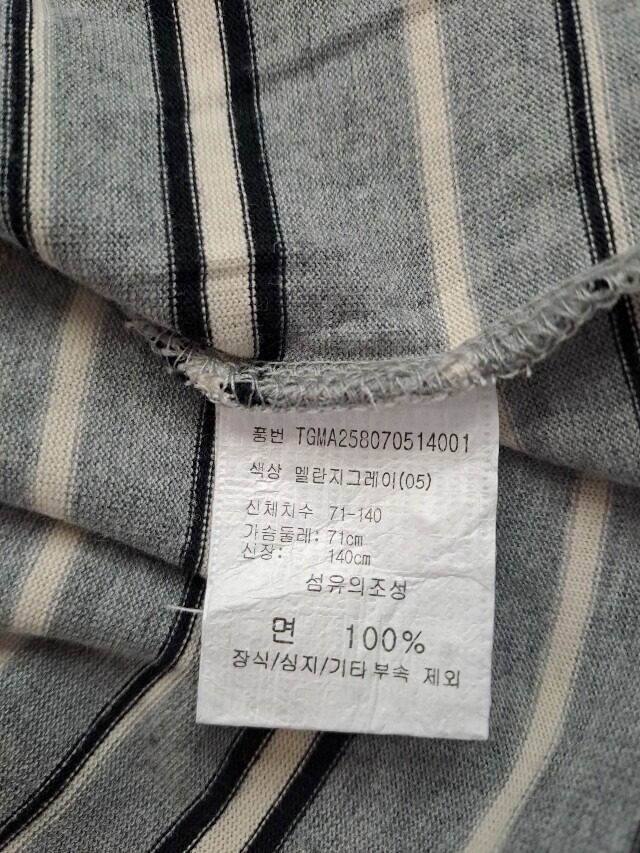 품번 TGMA258070514001
색상 멜란지그레이(05)
신체치수 71-140
가슴둘레: 71cm
신장: 140cm
섬유의조성
면 100%
장식/심지/기타부속 제외